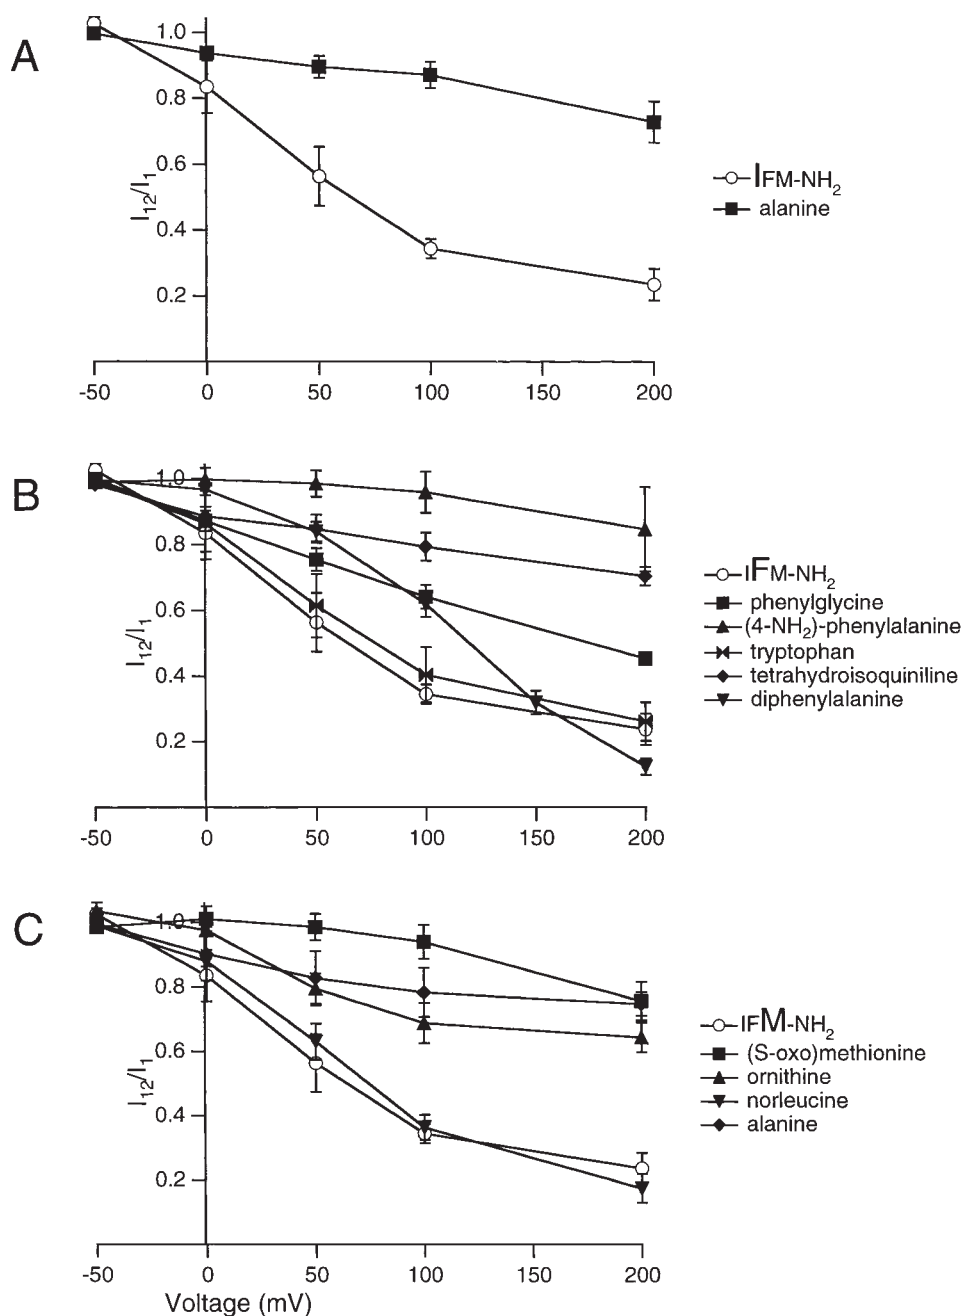 A
1.0
0.8
0.6
0.4
0.2
I12/I1
-50 0 50 100 150 200
IFM-NH2
alanine
B
1.0
0.8
0.6
0.4
0.2
I12/I1
-50 0 50 100 150 200
IFM-NH2
phenylglycine
(4-NH2)-phenylalanine
tryptophan
tetrahydroisoquiniline
diphenylalanine
C
1.0
0.8
0.6
0.4
0.2
I12/I1
-50 0 50 100 150 200
Voltage (mV)
IFM-NH2
(S-oxo)methionine
ornithine
norleucine
alanine